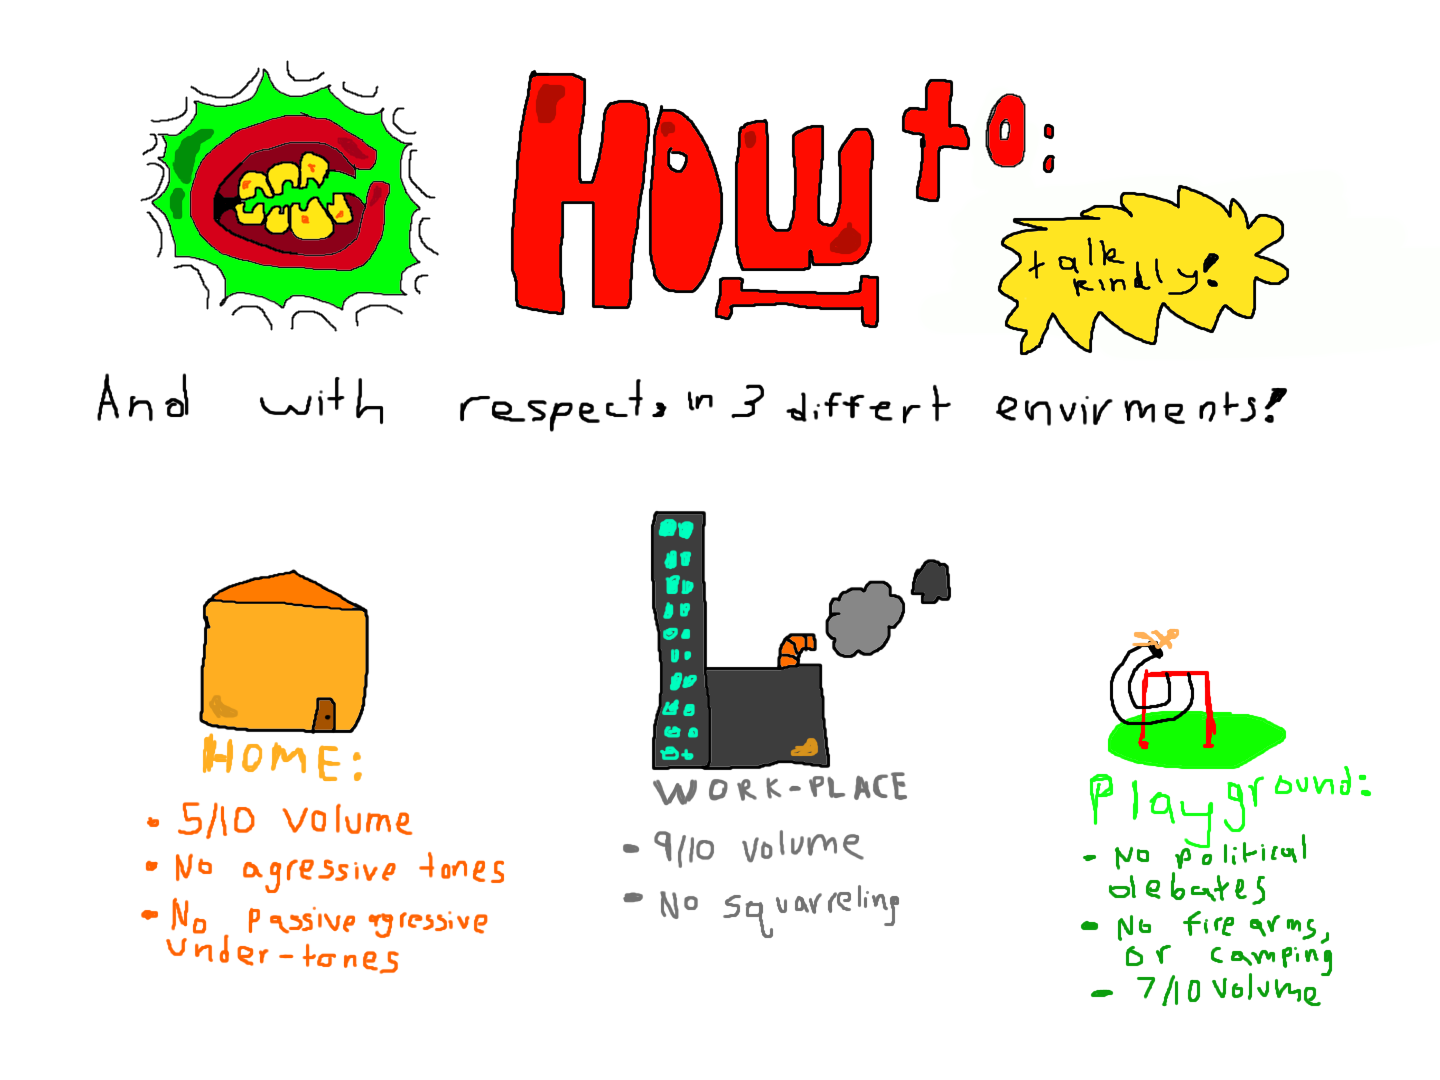 HOW to:
talk
kindly!
And with respect, in 3 differt envirments!
HOME:
• 5/10 volume
• No agressive tones
• No passive agressive
under-tones
WORK-PLACE
- 9/10 volume
- No squarreling
Playground:
- No political
debates
- No fire arms,
or camping
- 7/10 volume